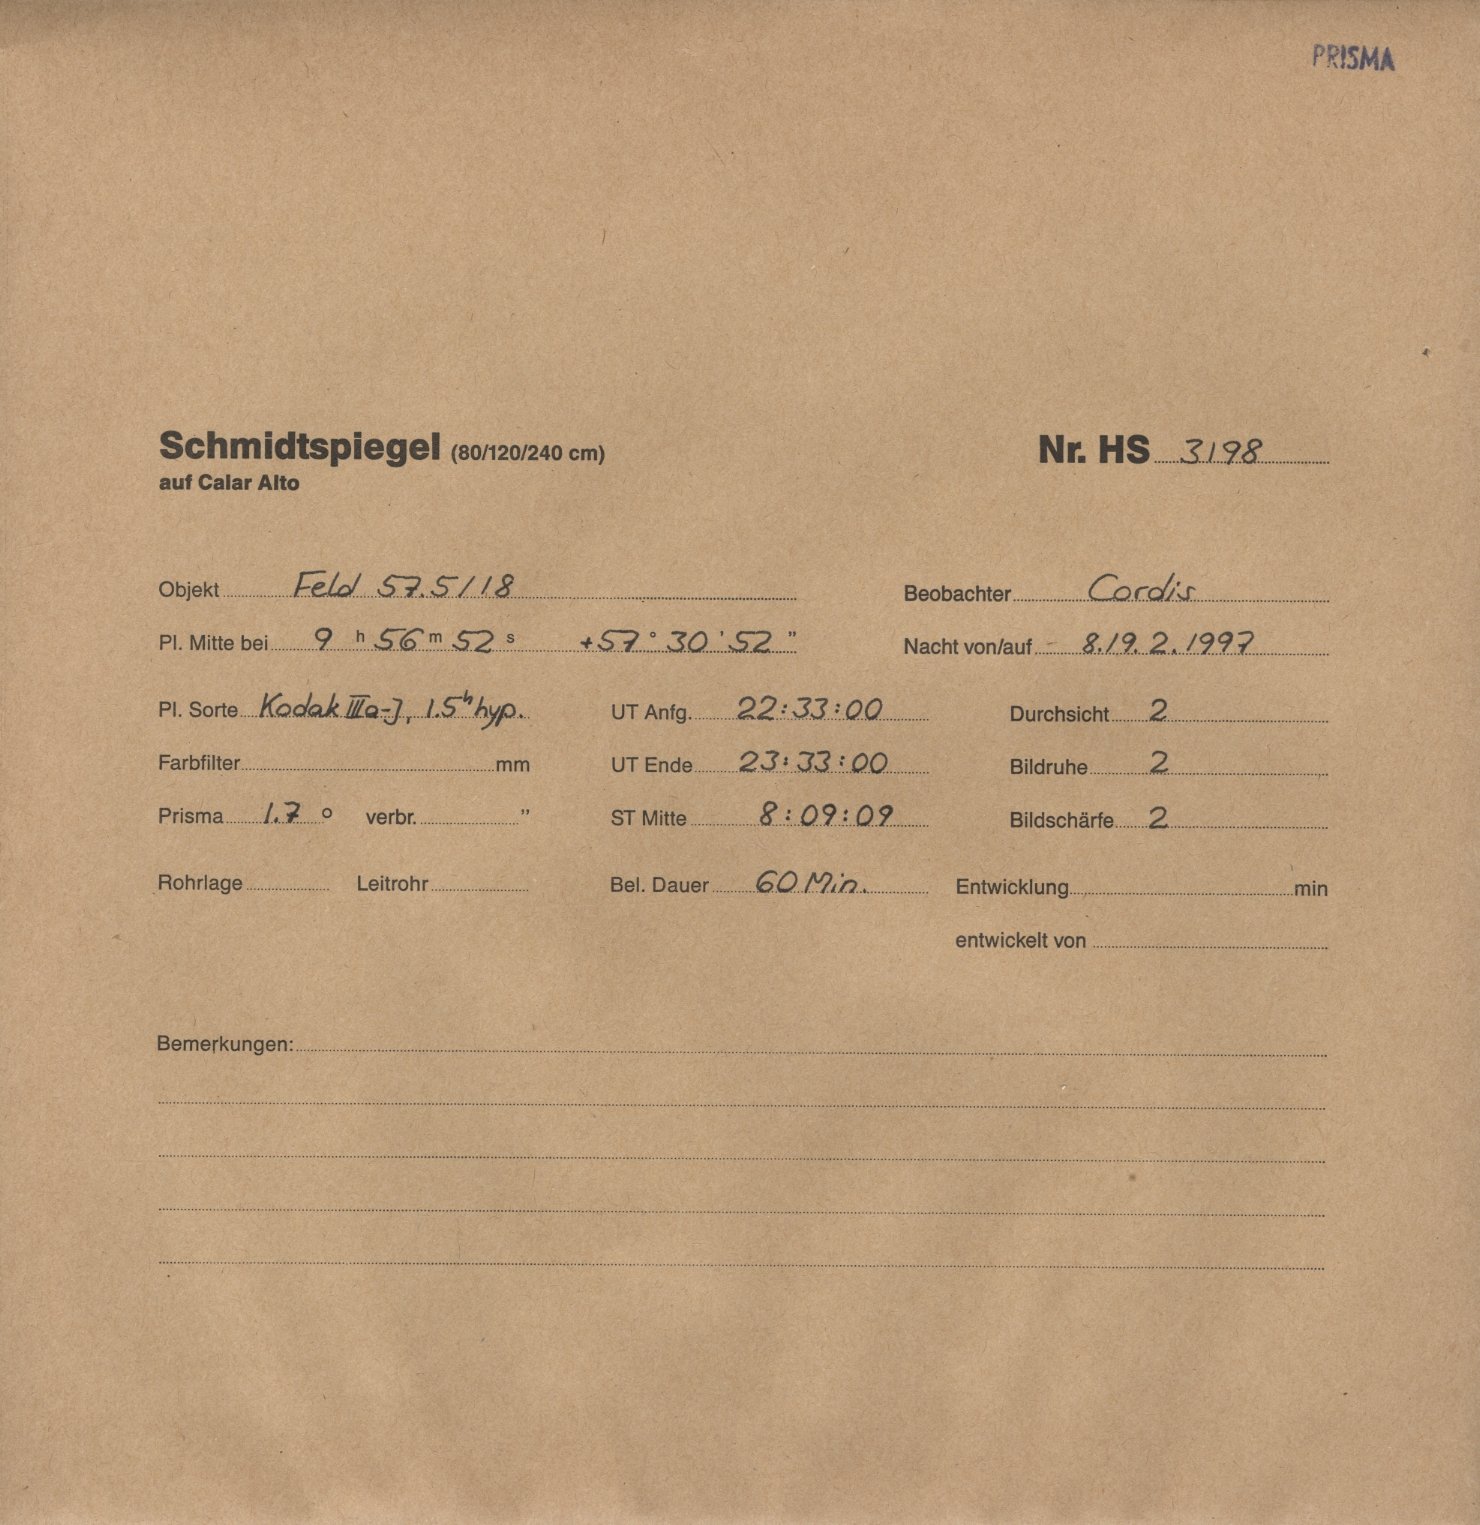 PRISMA
Schmidtspiegel (80/120/240 cm) Nr. HS 3198
auf Calar Alto
Objekt Feld 57.5/18 Beobachter Cordis
Pl. Mitte bei 9 h 56 m 52 s +57° 30' 52" Nacht von/auf 8./9. 2. 1997
Pl. Sorte Kodak IIIa-J, 1.5h hyp. UT Anfg. 22:33:00 Durchsicht 2
Farbfilter mm UT Ende 23:33:00 Bildruhe 2
Prisma 1.7 ° verbr. " ST Mitte 8:09:09 Bildschärfe 2
Rohrlage Leitrohr Bel. Dauer 60 Min. Entwicklung min
entwickelt von
Bemerkungen: